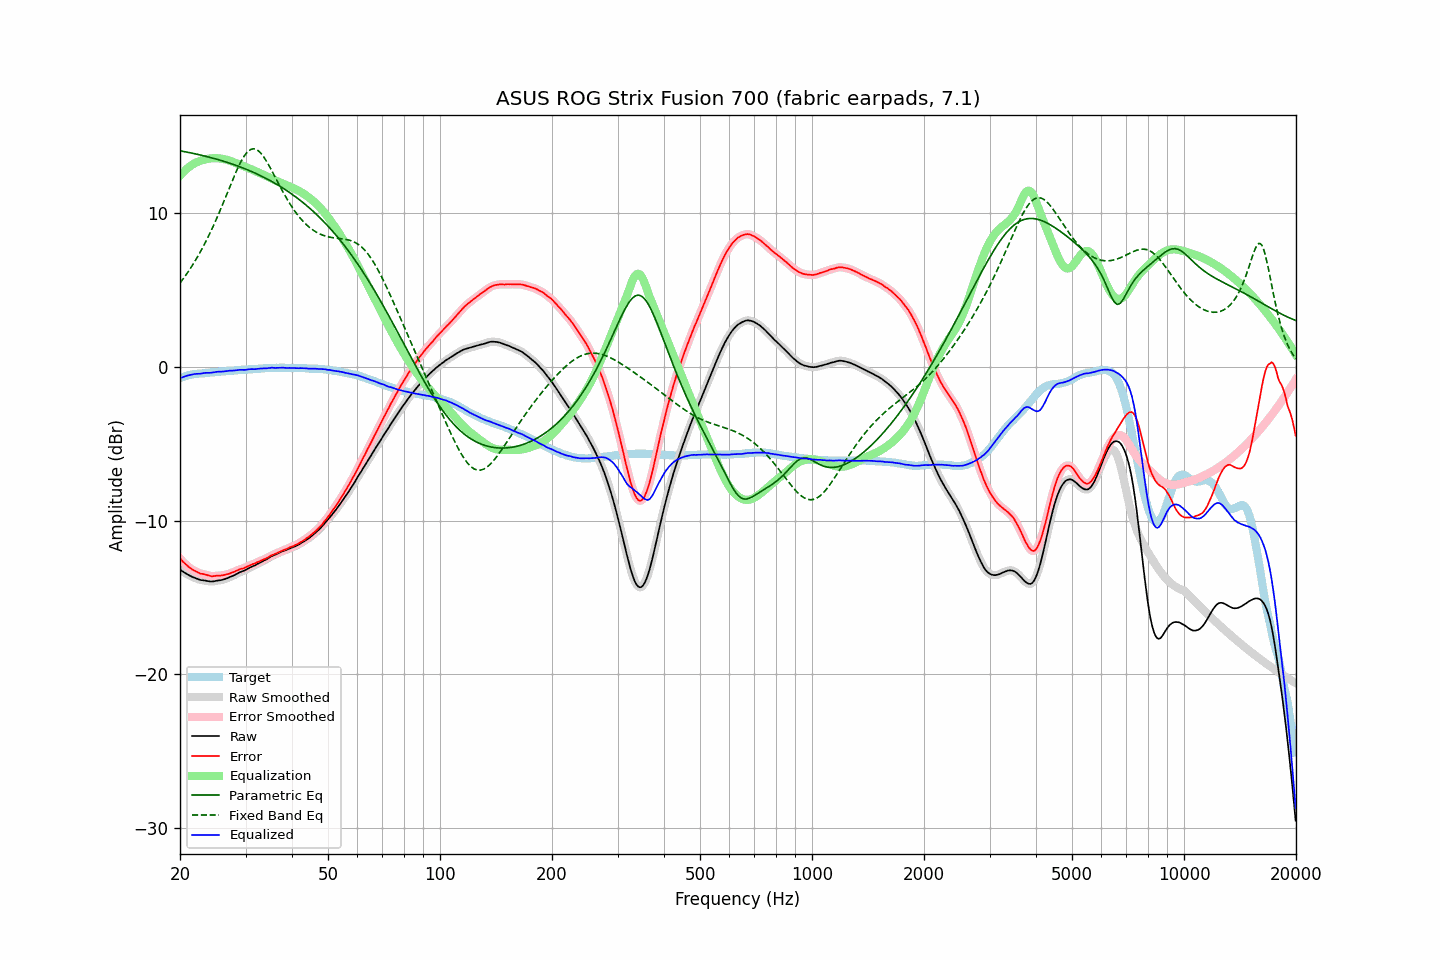 ASUS ROG Strix Fusion 700 (fabric earpads, 7.1)
Amplitude (dBr)
10
0
−10
−20
−30
Target
Raw Smoothed
Error Smoothed
Raw
Error
Equalization
Parametric Eq
Fixed Band Eq
Equalized
20 50 100 200 500 1000 2000 5000 10000 20000
Frequency (Hz)